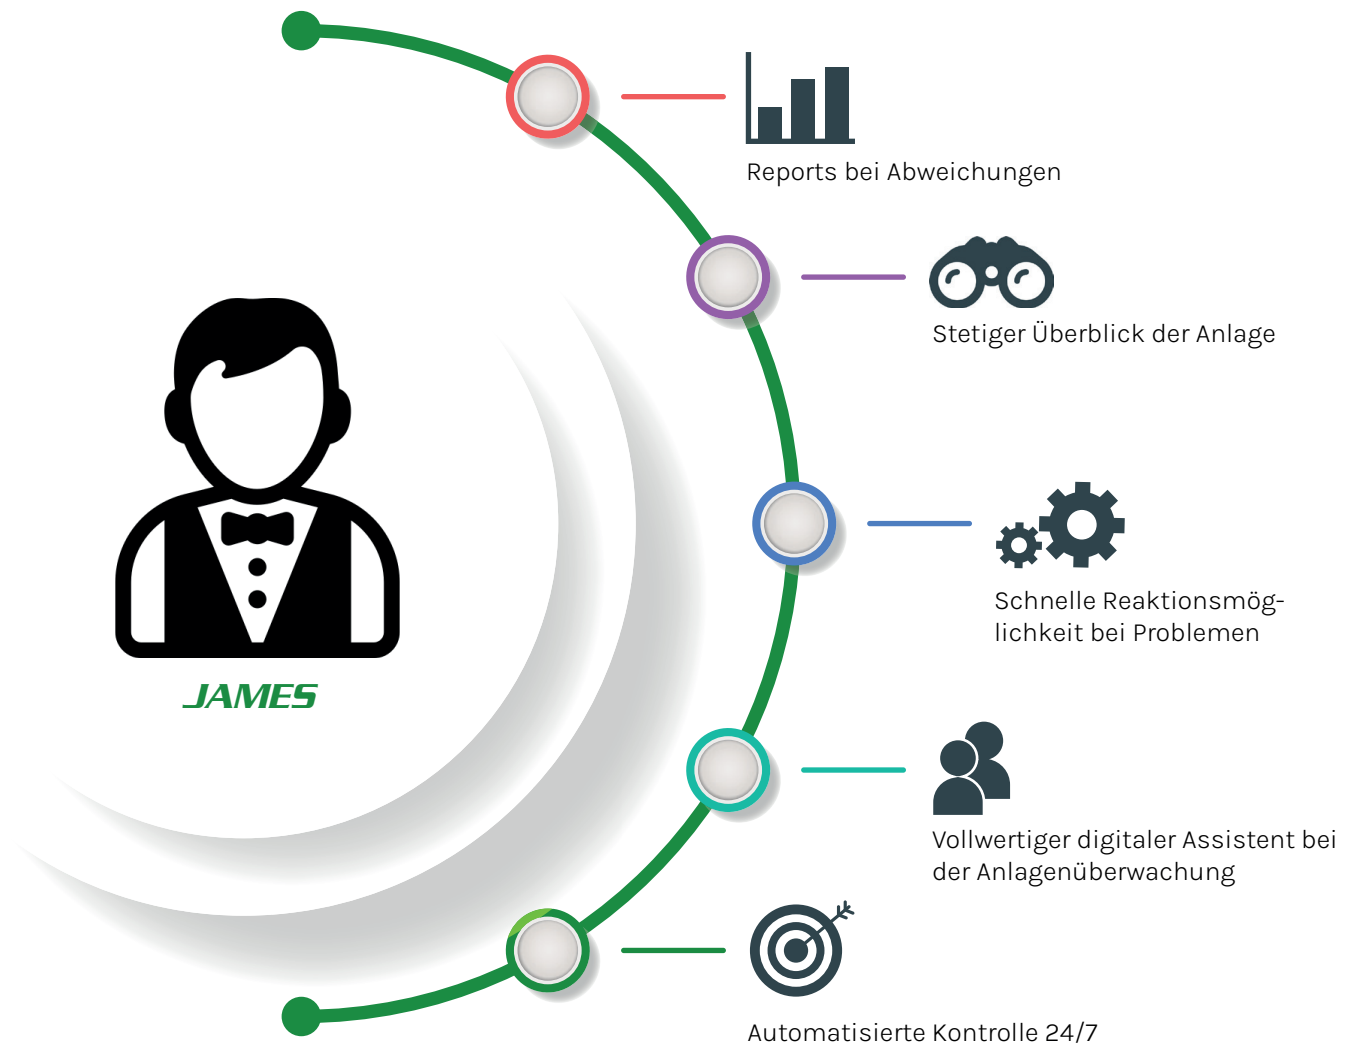 Reports bei Abweichungen
Stetiger Überblick der Anlage
Schnelle Reaktionsmög-
lichkeit bei Problemen
JAMES
Vollwertiger digitaler Assistent bei
der Anlagenüberwachung
Automatisierte Kontrolle 24/7